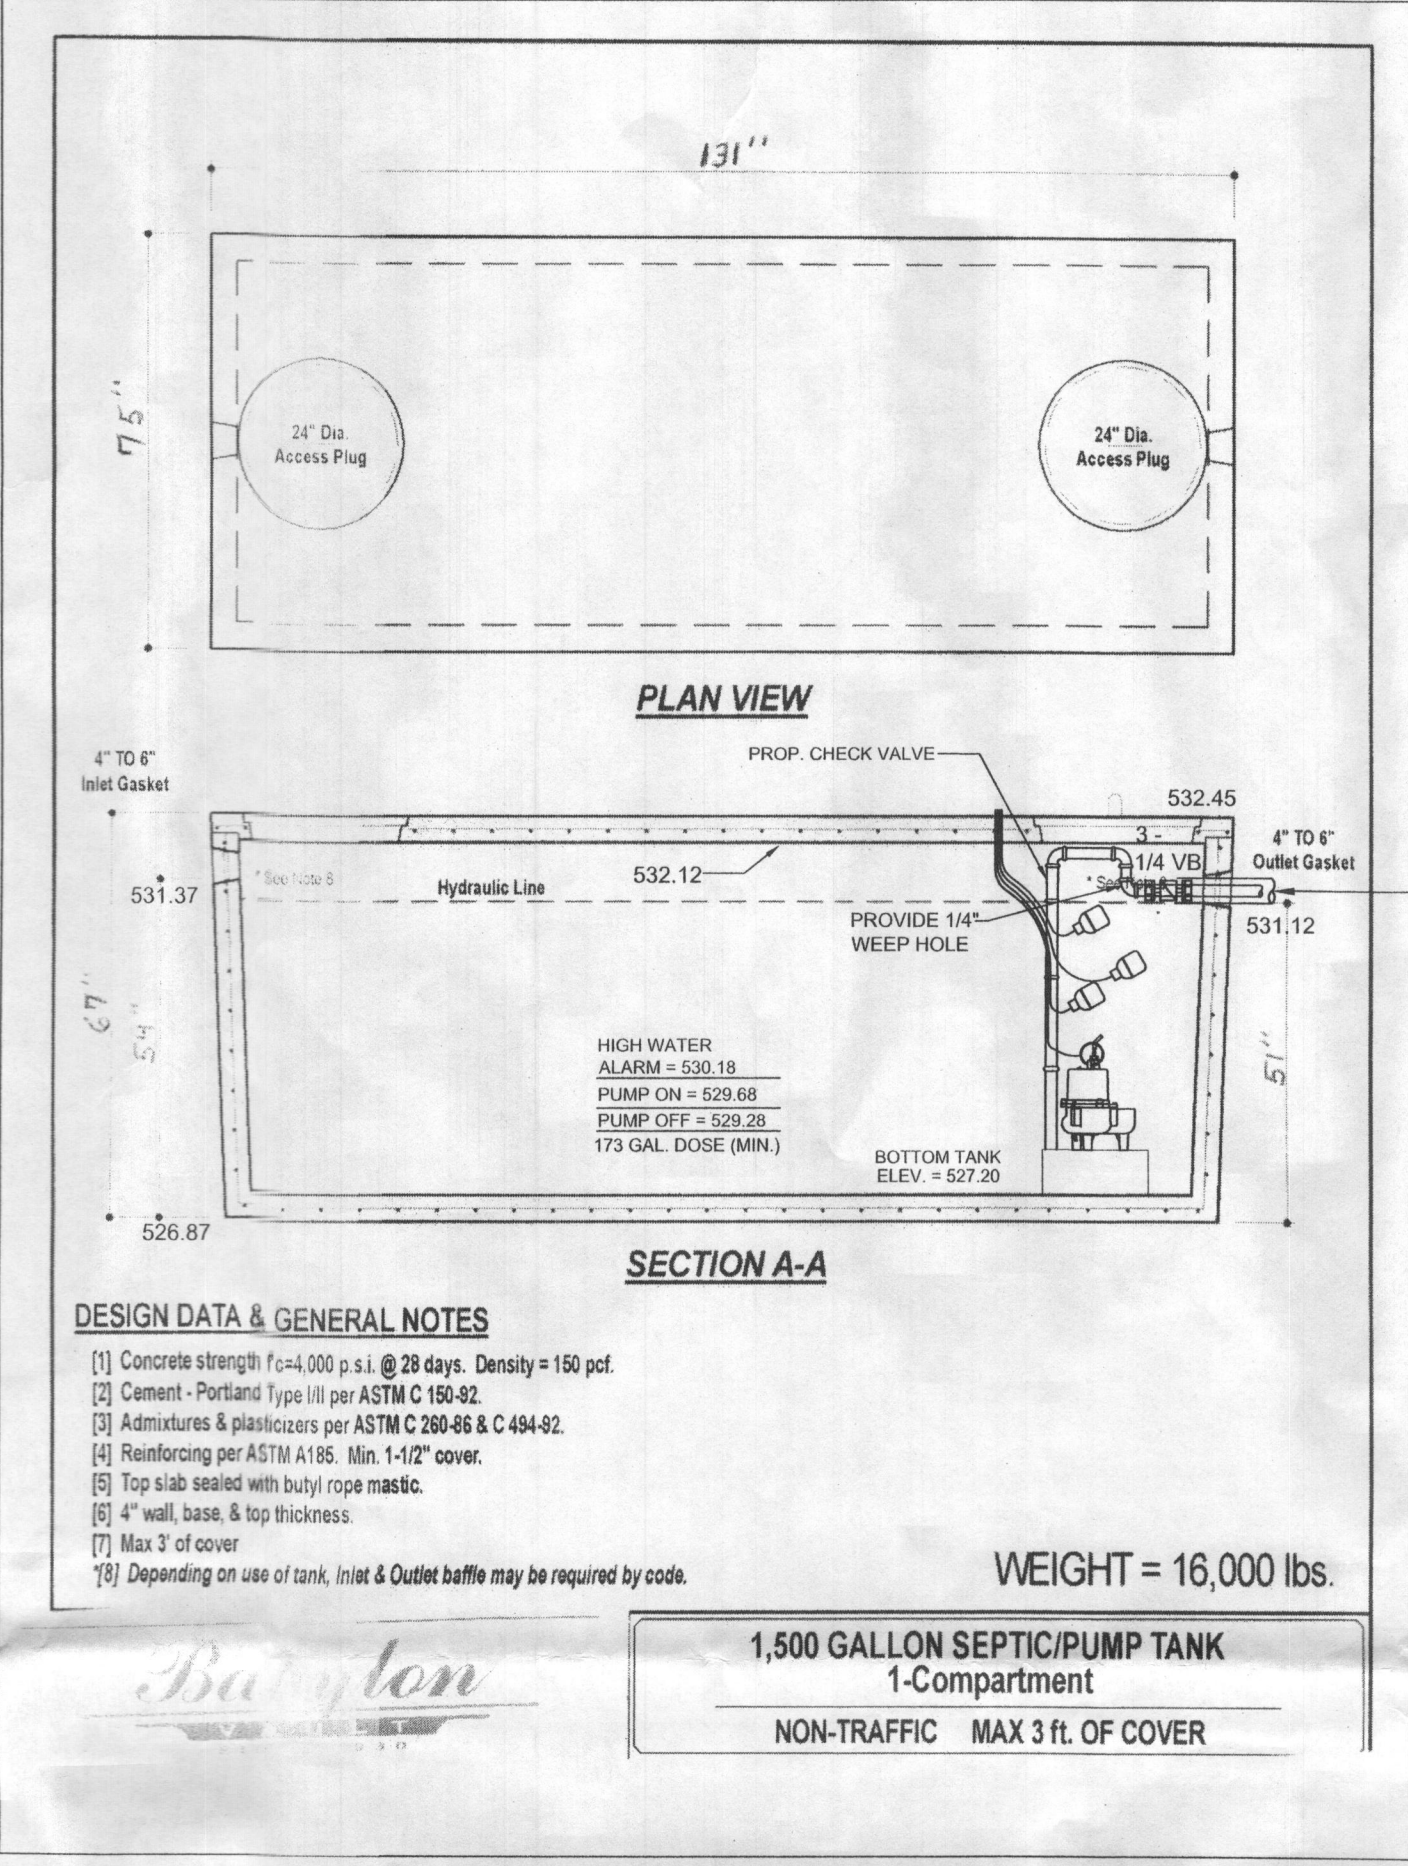 131"
75"
24" Dia.
Access Plug
24" Dia.
Access Plug
PLAN VIEW
4" TO 6"
Inlet Gasket
PROP. CHECK VALVE
532.45
3 -
1/4 VB
4" TO 6"
Outlet Gasket
* See Note 8
Hydraulic Line
532.12
* See Note 8
531.37
PROVIDE 1/4"
WEEP HOLE
531.12
67"
54"
51"
HIGH WATER
ALARM = 530.18
PUMP ON = 529.68
PUMP OFF = 529.28
173 GAL. DOSE (MIN.)
BOTTOM TANK
ELEV. = 527.20
526.87
SECTION A-A
DESIGN DATA & GENERAL NOTES
[1] Concrete strength f'c=4,000 p.s.i. @ 28 days. Density = 150 pcf.
[2] Cement - Portland Type I/II per ASTM C 150-92.
[3] Admixtures & plasticizers per ASTM C 260-86 & C 494-92.
[4] Reinforcing per ASTM A185. Min. 1-1/2" cover.
[5] Top slab sealed with butyl rope mastic.
[6] 4" wall, base, & top thickness.
[7] Max 3' of cover
*[8] Depending on use of tank, Inlet & Outlet baffle may be required by code.
WEIGHT = 16,000 lbs.
Babylon
1,500 GALLON SEPTIC/PUMP TANK
1-Compartment
NON-TRAFFIC MAX 3 ft. OF COVER